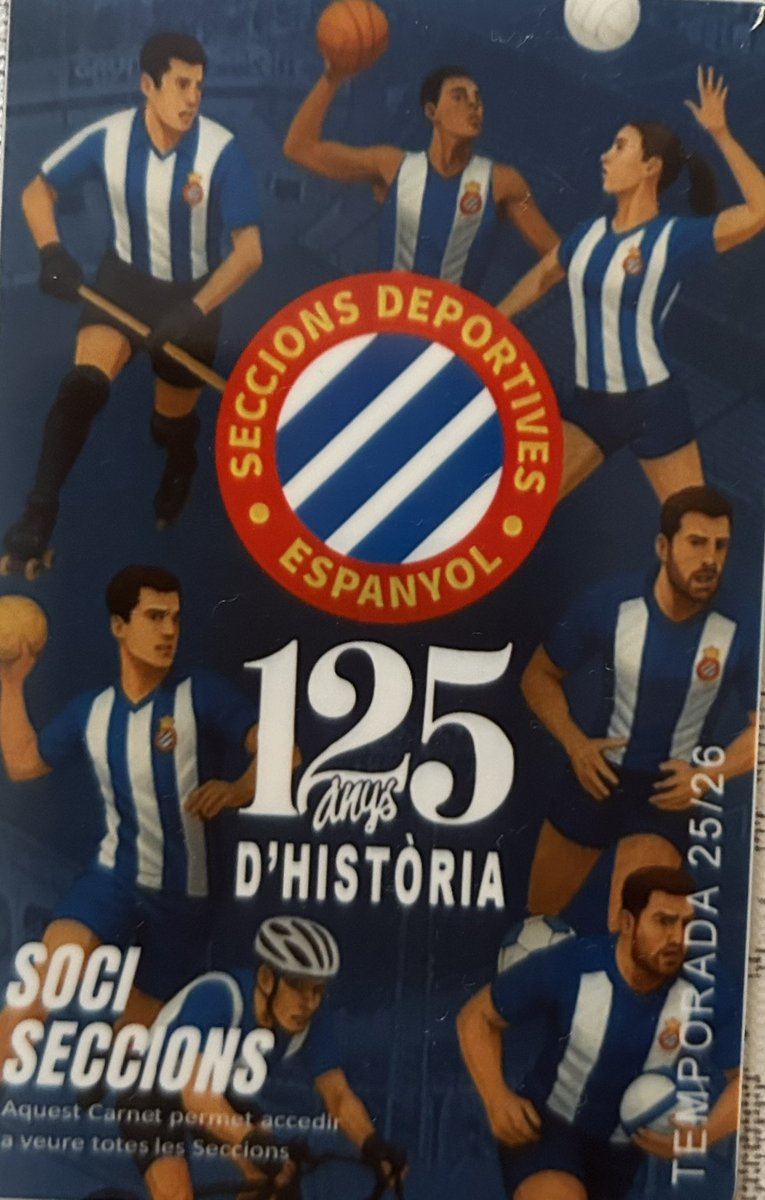 SECCIONS DEPORTIVES
ESPANYOL
125
anys
D'HISTÒRIA
TEMPORADA 25/26
SOCI
SECCIONS
Aquest Carnet permet accedir
a veure totes les Seccions